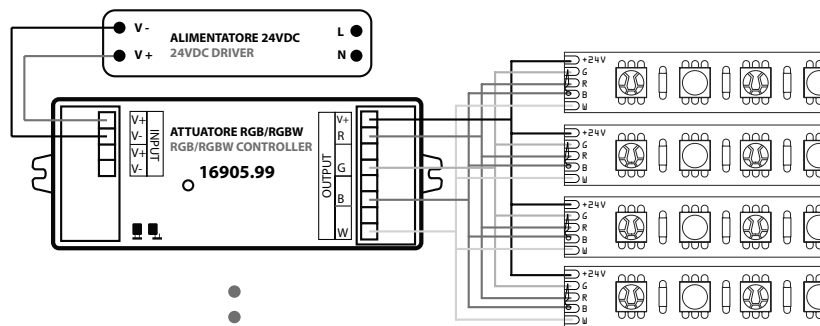 V -
V +
ALIMENTATORE 24VDC
24VDC DRIVER
L
N
V+
V-
V+
V-
INPUT
ATTUATORE RGB/RGBW
RGB/RGBW CONTROLLER
16905.99
OUTPUT
V+
R
G
B
W
+24V
G
R
B
W
+24V
G
R
B
W
+24V
G
R
B
W
+24V
G
R
B
W